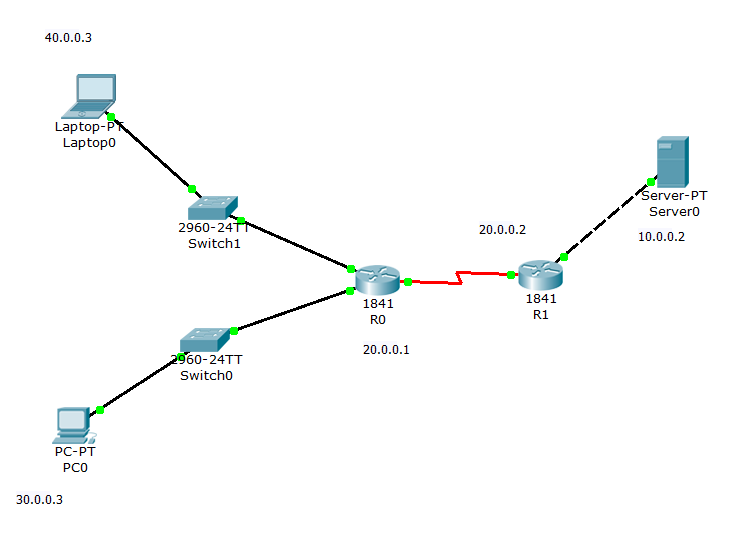 40.0.0.3
Laptop-PT
Laptop0
2960-24TT
Switch1
Server-PT
Server0
10.0.0.2
20.0.0.2
1841
R1
1841
R0
20.0.0.1
2960-24TT
Switch0
PC-PT
PC0
30.0.0.3